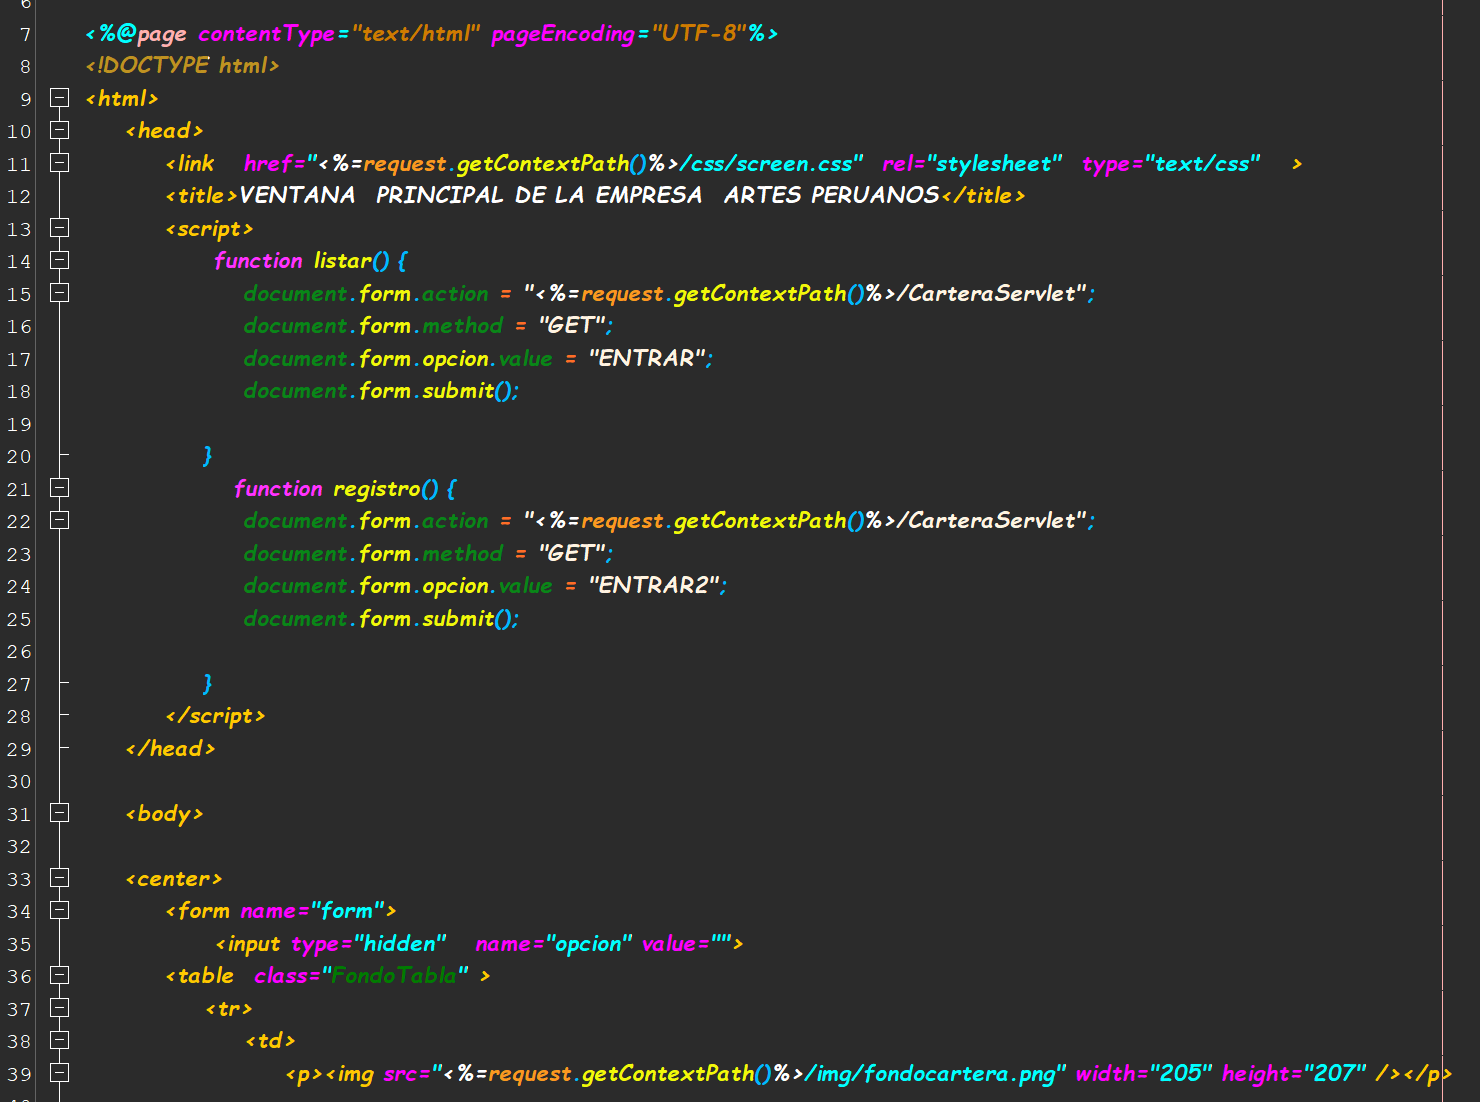 6
7 <%@page contentType="text/html" pageEncoding="UTF-8"%>
8 <!DOCTYPE html>
9 <html>
10 <head>
11 <link   href="<%=request.getContextPath()%>/css/screen.css"  rel="stylesheet"  type="text/css"   >
12 <title>VENTANA  PRINCIPAL DE LA EMPRESA  ARTES PERUANOS</title>
13 <script>
14 function listar() {
15 document.form.action = "<%=request.getContextPath()%>/CarteraServlet";
16 document.form.method = "GET";
17 document.form.opcion.value = "ENTRAR";
18 document.form.submit();
19
20 }
21 function registro() {
22 document.form.action = "<%=request.getContextPath()%>/CarteraServlet";
23 document.form.method = "GET";
24 document.form.opcion.value = "ENTRAR2";
25 document.form.submit();
26
27 }
28 </script>
29 </head>
30
31 <body>
32
33 <center>
34 <form name="form">
35 <input type="hidden"   name="opcion" value="">
36 <table  class="FondoTabla" >
37 <tr>
38 <td>
39 <p><img src="<%=request.getContextPath()%>/img/fondocartera.png" width="205" height="207" /></p>